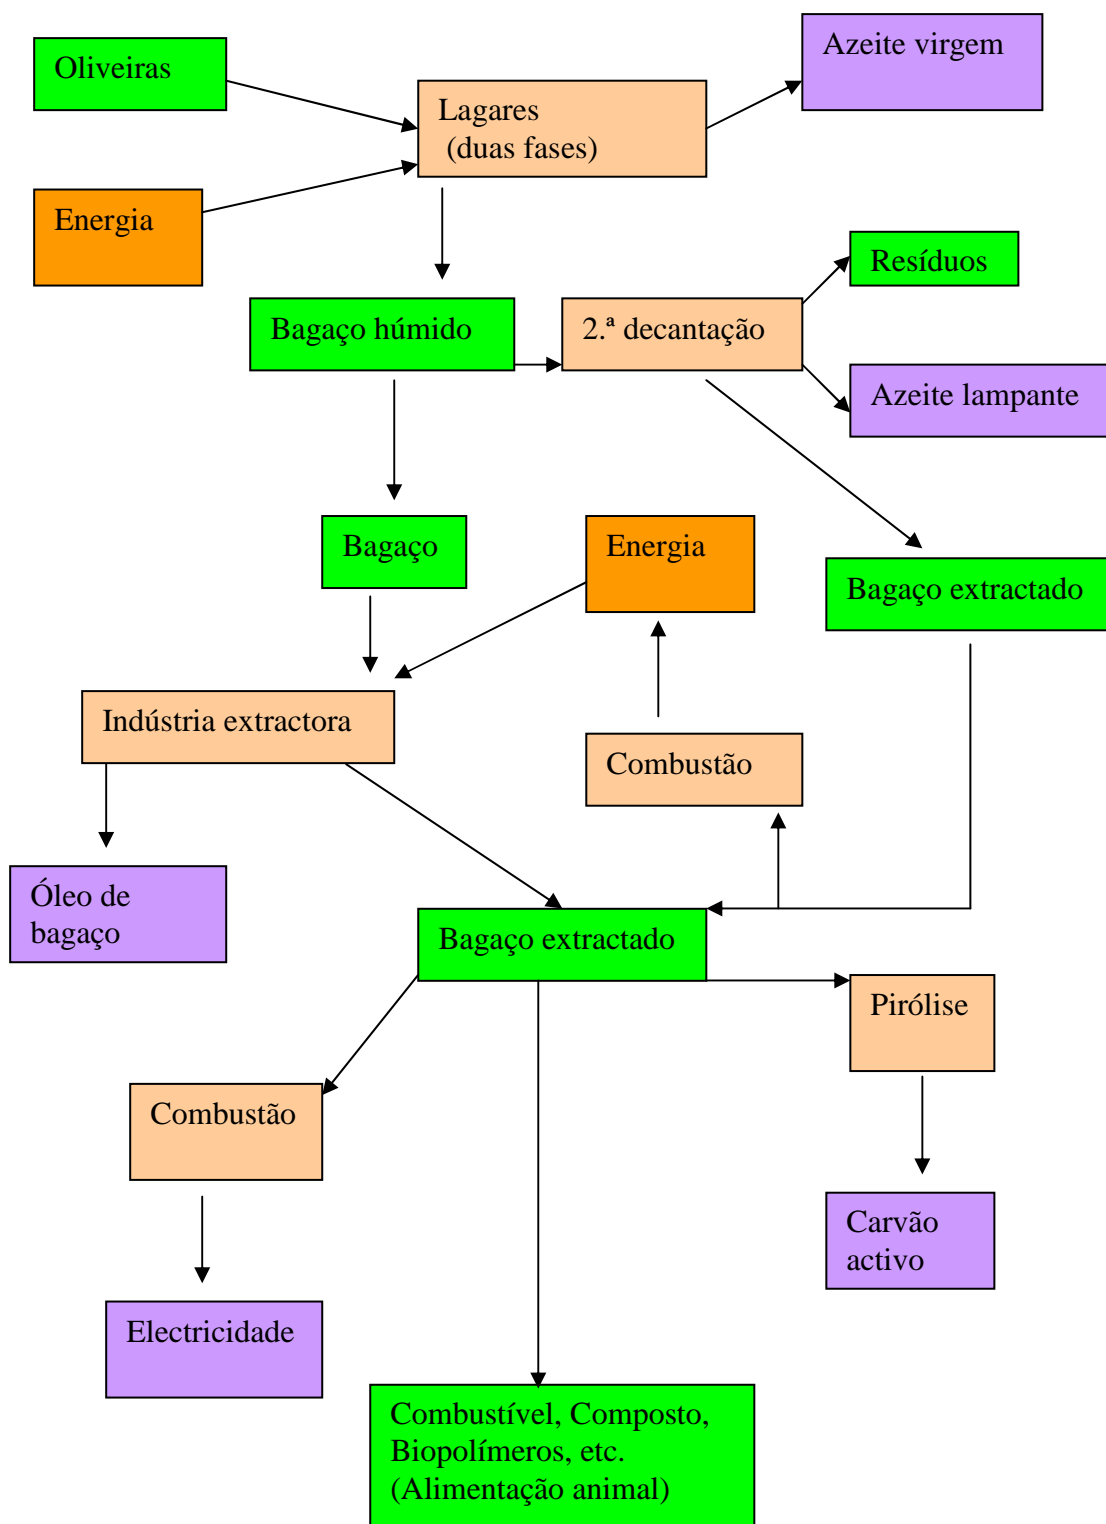 Oliveiras
Azeite virgem
Lagares
(duas fases)
Energia
Resíduos
Bagaço húmido
2.ª decantação
Azeite lampante
Bagaço
Energia
Bagaço extractado
Indústria extractora
Combustão
Óleo de
bagaço
Bagaço extractado
Pirólise
Combustão
Carvão
activo
Electricidade
Combustível, Composto,
Biopolímeros, etc.
(Alimentação animal)